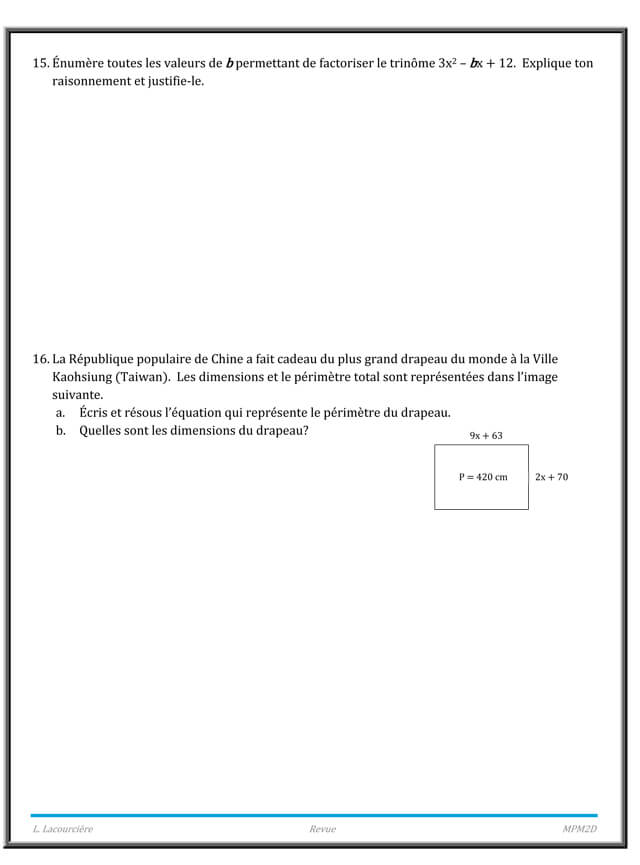 15. Énumère toutes les valeurs de b permettant de factoriser le trinôme 3x² – bx + 12. Explique ton
raisonnement et justifie-le.
16. La République populaire de Chine a fait cadeau du plus grand drapeau du monde à la Ville
Kaohsiung (Taiwan). Les dimensions et le périmètre total sont représentées dans l'image
suivante.
a. Écris et résous l'équation qui représente le périmètre du drapeau.
b. Quelles sont les dimensions du drapeau?
9x + 63
P = 420 cm
2x + 70
L. Lacourcière Revue MPM2D